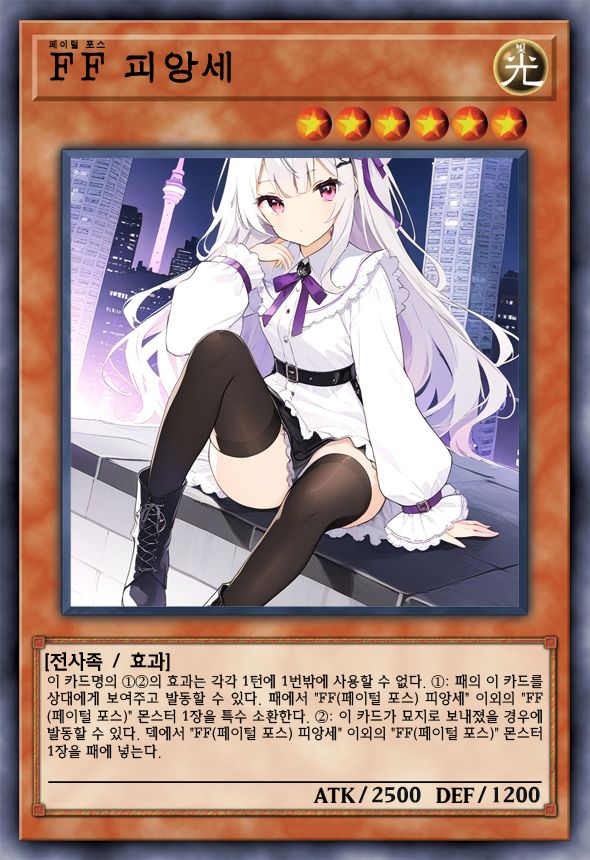 페이털 포스
FF 피앙세
빛
光
[전사족 / 효과]
이 카드명의 ①②의 효과는 각각 1턴에 1번밖에 사용할 수 없다. ①: 패의 이 카드를
상대에게 보여주고 발동할 수 있다. 패에서 "FF(페이털 포스) 피앙세" 이외의 "FF
(페이털 포스)" 몬스터 1장을 특수 소환한다. ②: 이 카드가 묘지로 보내졌을 경우에
발동할 수 있다. 덱에서 "FF(페이털 포스) 피앙세" 이외의 "FF(페이털 포스)" 몬스터
1장을 패에 넣는다.
ATK/2500 DEF/1200